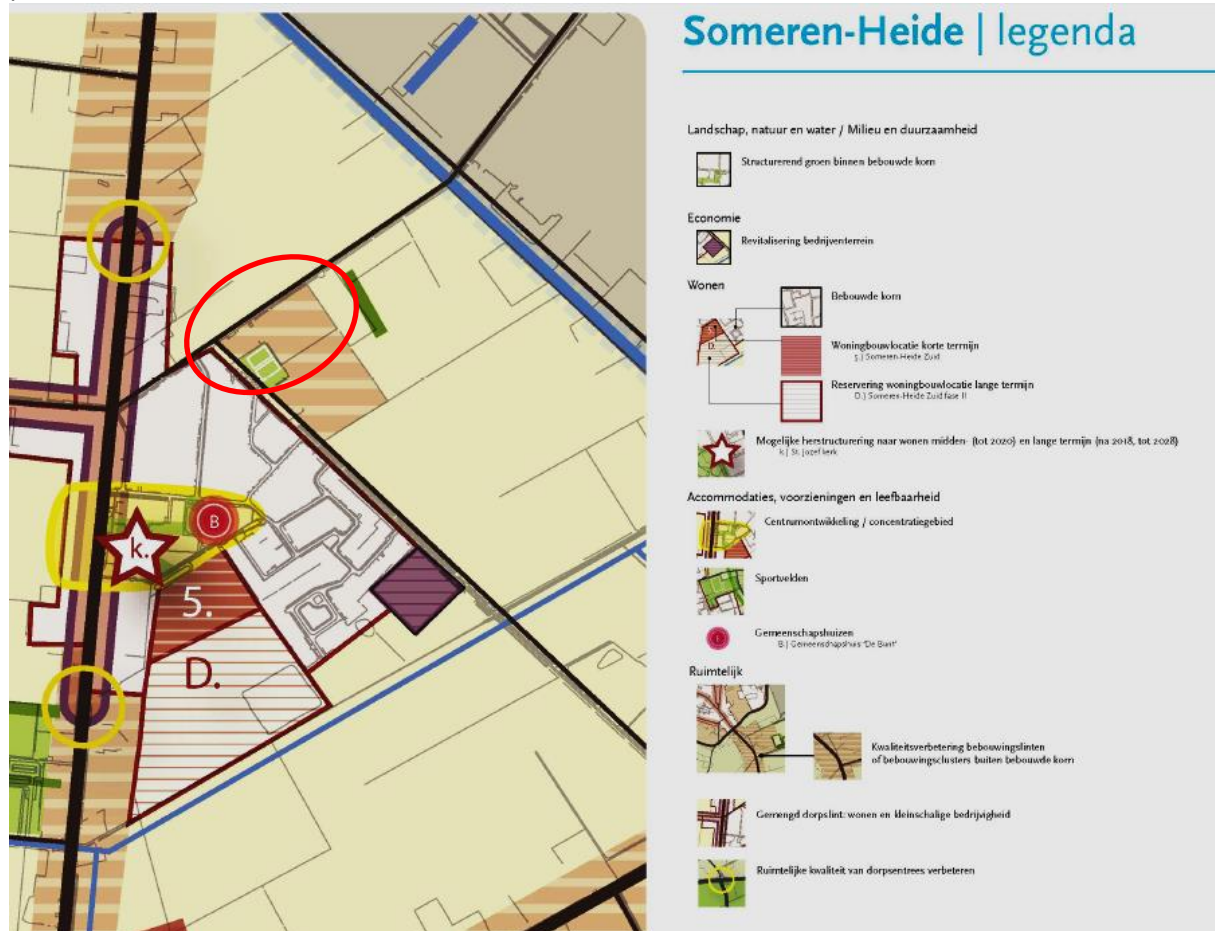 Someren-Heide | legenda
Landschap, natuur en water / Milieu en duurzaamheid
Structurerend groen binnen bebouwde kom
Economie
Revitalisering bedrijventerrein
Wonen
Bebouwde kom
Woningbouwlocatie korte termijn
5.) Someren-Heide Zuid
Reservering woningbouwlocatie lange termijn
D.) Someren-Heide Zuid fase II
Mogelijke herstructurering naar wonen midden- (tot 2020) en lange termijn (na 2018, tot 2028)
k.) St. Jozef kerk
Accommodaties, voorzieningen en leefbaarheid
Centrumontwikkeling / concentratiegebied
Sportvelden
Gemeenschapshuizen
B.) Gemeenschapshuis "De Bunt"
Ruimtelijk
Kwaliteitsverbetering bebouwingslinten
of bebouwingsclusters buiten bebouwde kom
Gemengd dorpslint: wonen en kleinschalige bedrijvigheid
Ruimtelijke kwaliteit van dorpsentrees verbeteren
B
k.
5.
D.